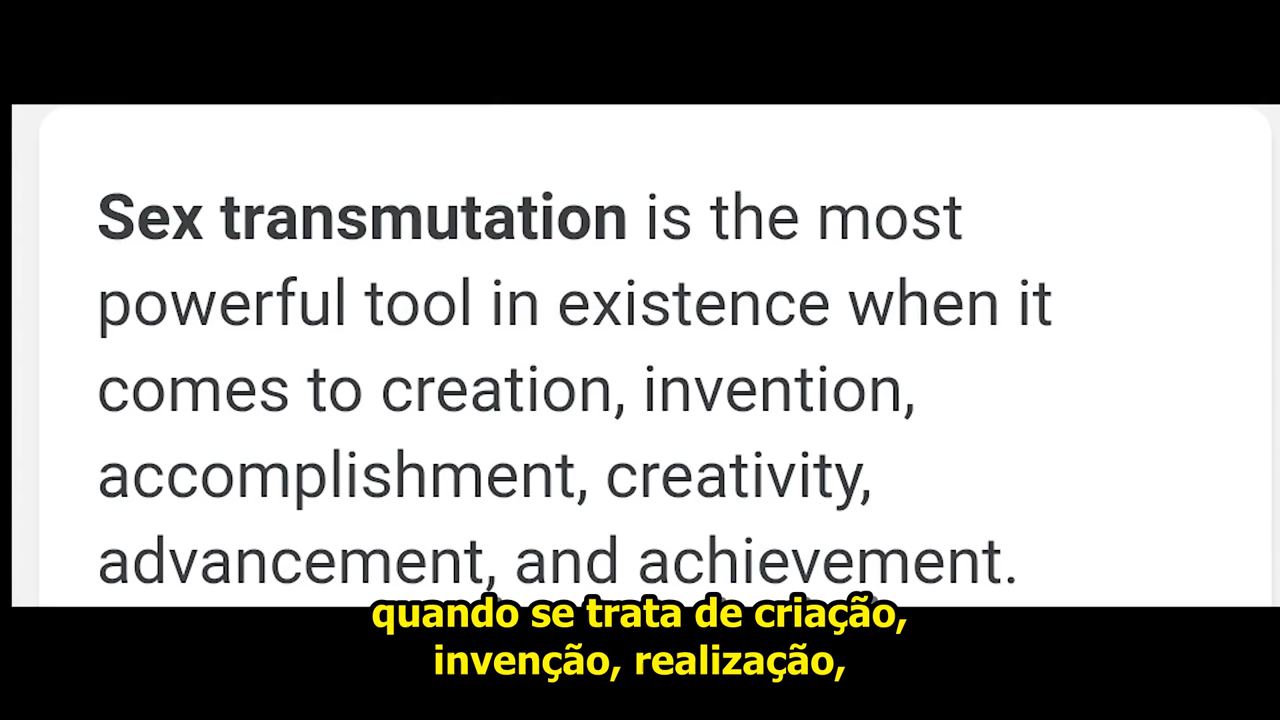 Sex transmutation is the most
powerful tool in existence when it
comes to creation, invention,
accomplishment, creativity,
advancement, and achievement.
quando se trata de criação,
invenção, realização,